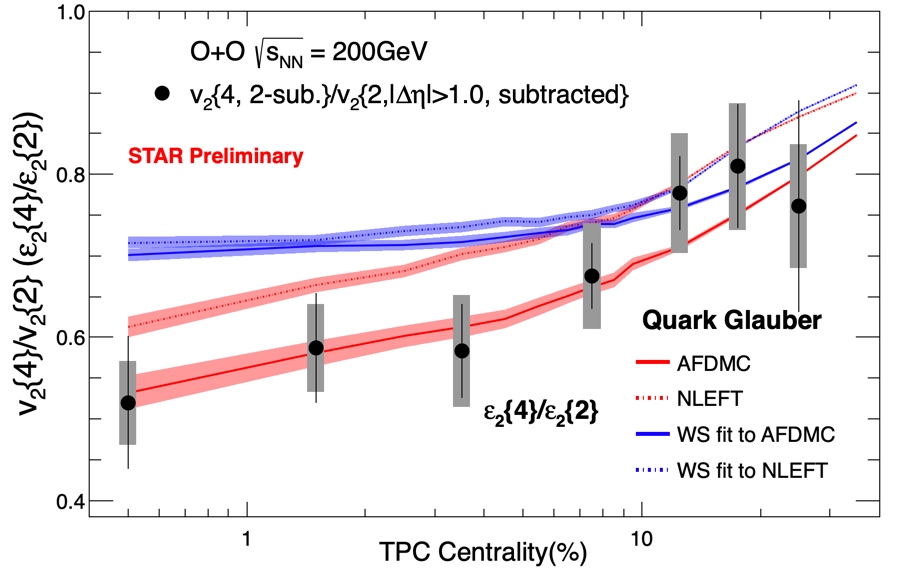 1.0
0.8
0.6
0.4
v₂{4}/v₂{2} (ε₂{4}/ε₂{2})
O+O √sNN = 200GeV
v₂{4, 2-sub.}/v₂{2,|Δη|>1.0, subtracted}
STAR Preliminary
Quark Glauber
AFDMC
NLEFT
WS fit to AFDMC
WS fit to NLEFT
ε₂{4}/ε₂{2}
1
10
TPC Centrality(%)